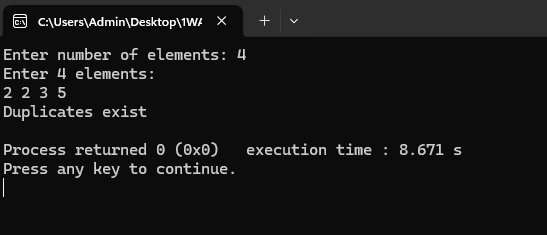 C:\Users\Admin\Desktop\1WA
Enter number of elements: 4
Enter 4 elements:
2 2 3 5
Duplicates exist
Process returned 0 (0x0)   execution time : 8.671 s
Press any key to continue.